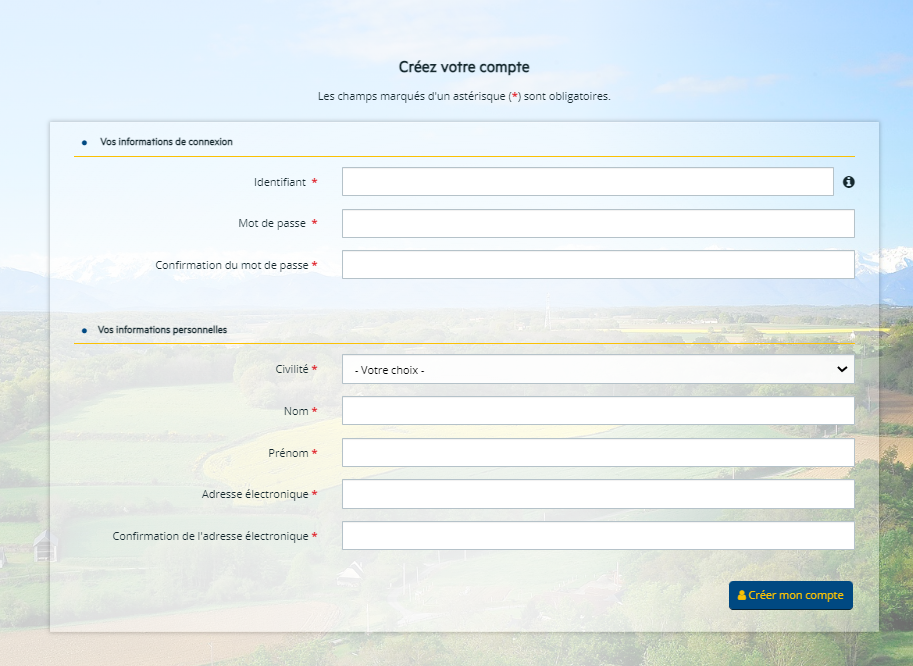 Créez votre compte
Les champs marqués d'un astérisque (*) sont obligatoires.
Vos informations de connexion
Identifiant *
Mot de passe *
Confirmation du mot de passe *
Vos informations personnelles
Civilité * - Votre choix -
Nom *
Prénom *
Adresse électronique *
Confirmation de l'adresse électronique *
Créer mon compte